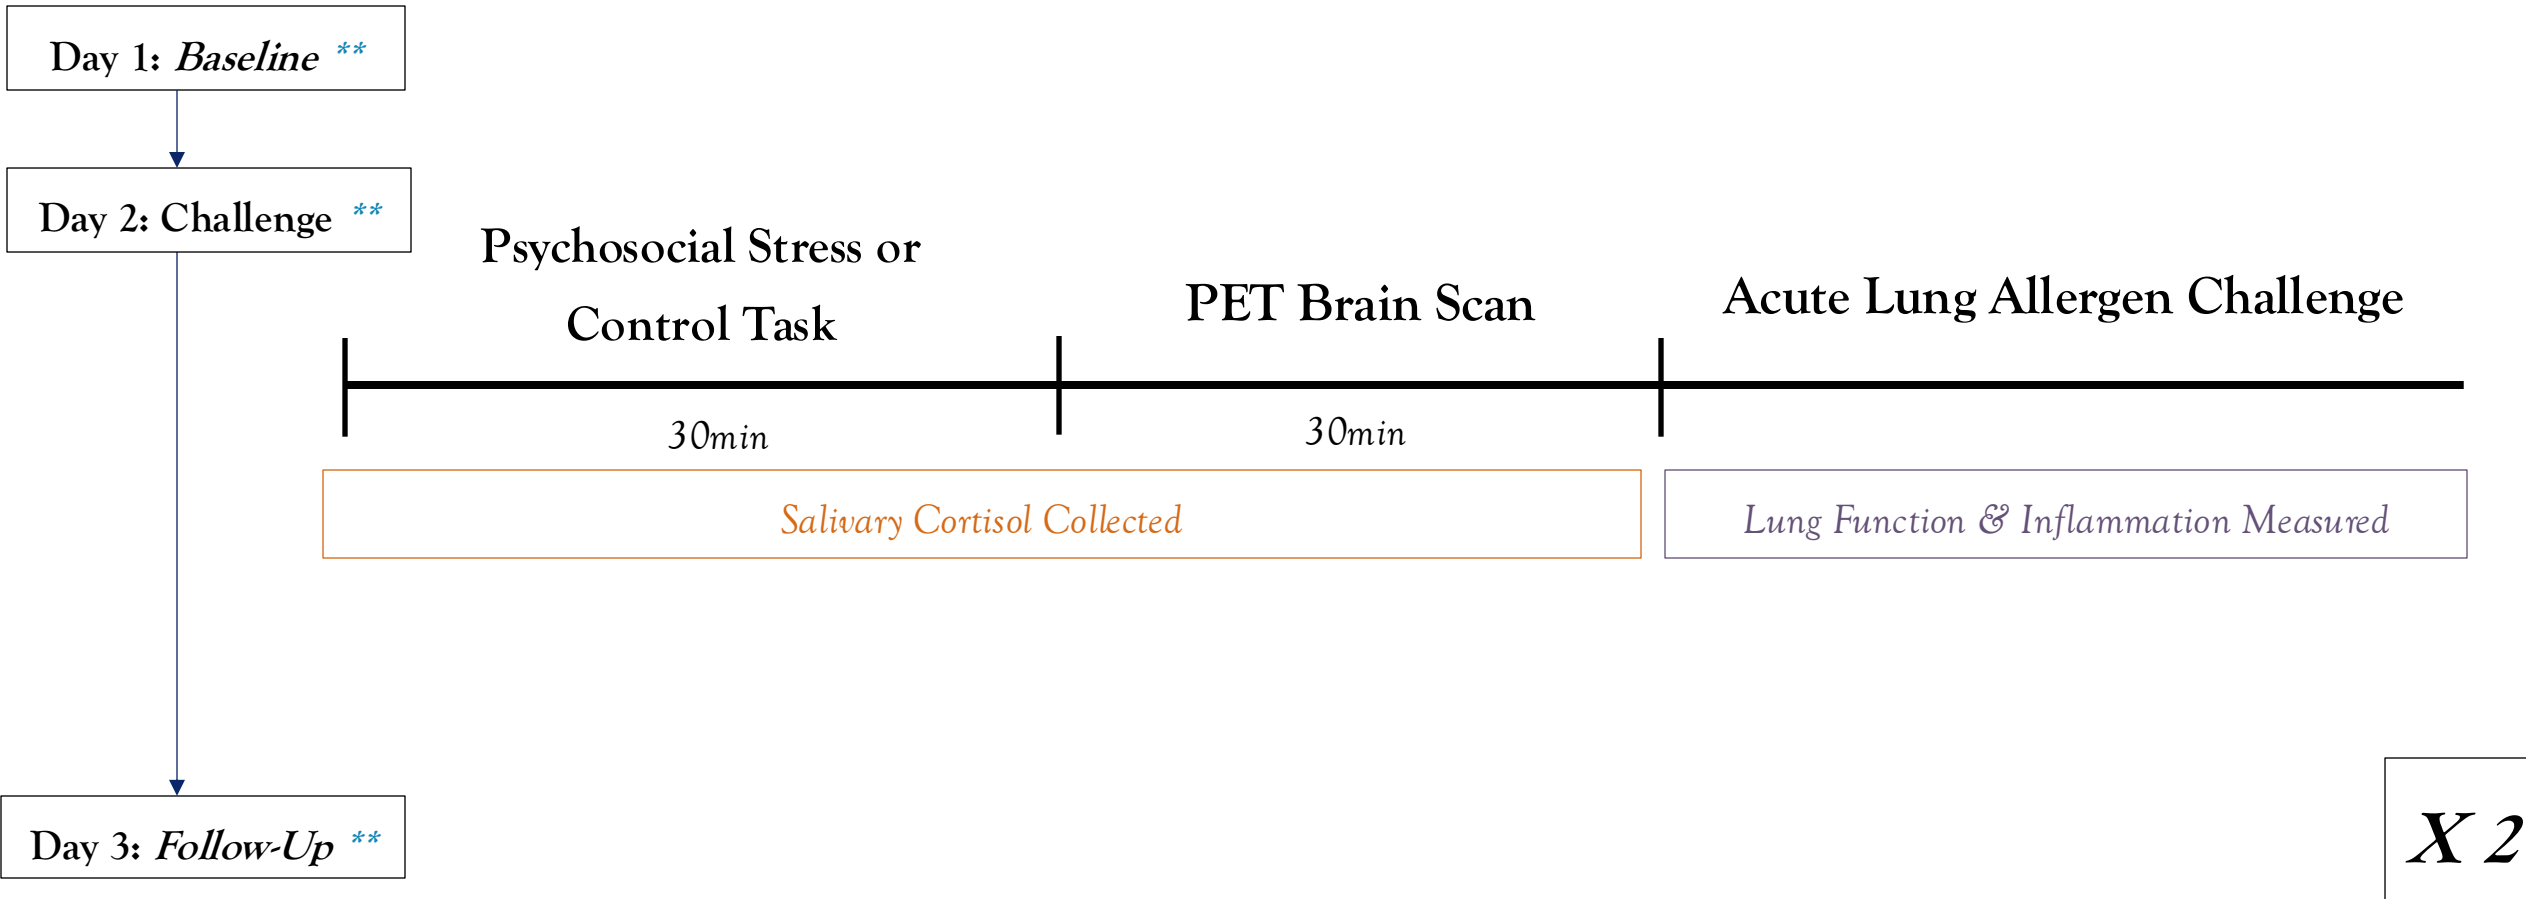 Day 1: Baseline **
Day 2: Challenge **
Psychosocial Stress or
Control Task
PET Brain Scan
Acute Lung Allergen Challenge
30min
30min
Salivary Cortisol Collected
Lung Function & Inflammation Measured
Day 3: Follow-Up **
X 2